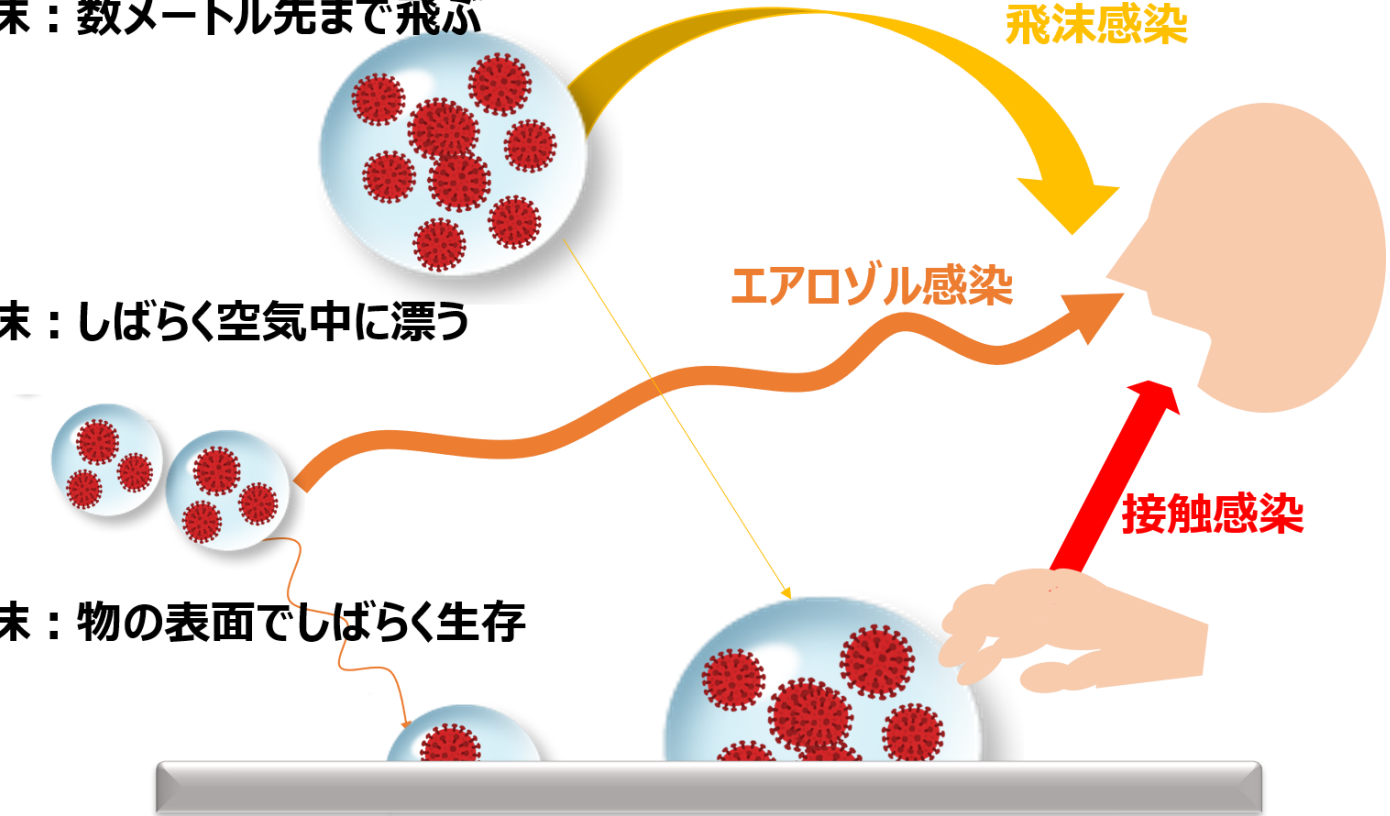 末：数メートル先まで飛ぶ
飛沫感染
エアロゾル感染
末：しばらく空気中に漂う
接触感染
末：物の表面でしばらく生存